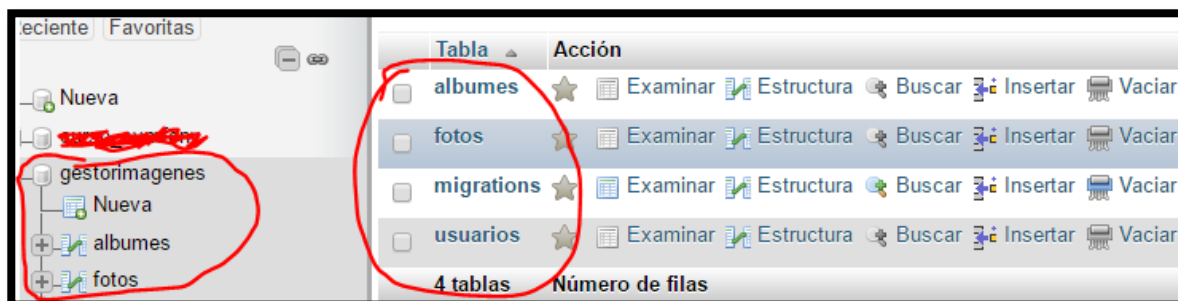 eciente Favoritas
Nueva
gestorimagenes
Nueva
albumes
fotos
Tabla Acción
albumes Examinar Estructura Buscar Insertar Vaciar
fotos Examinar Estructura Buscar Insertar Vaciar
migrations Examinar Estructura Buscar Insertar Vaciar
usuarios Examinar Estructura Buscar Insertar Vaciar
4 tablas Número de filas